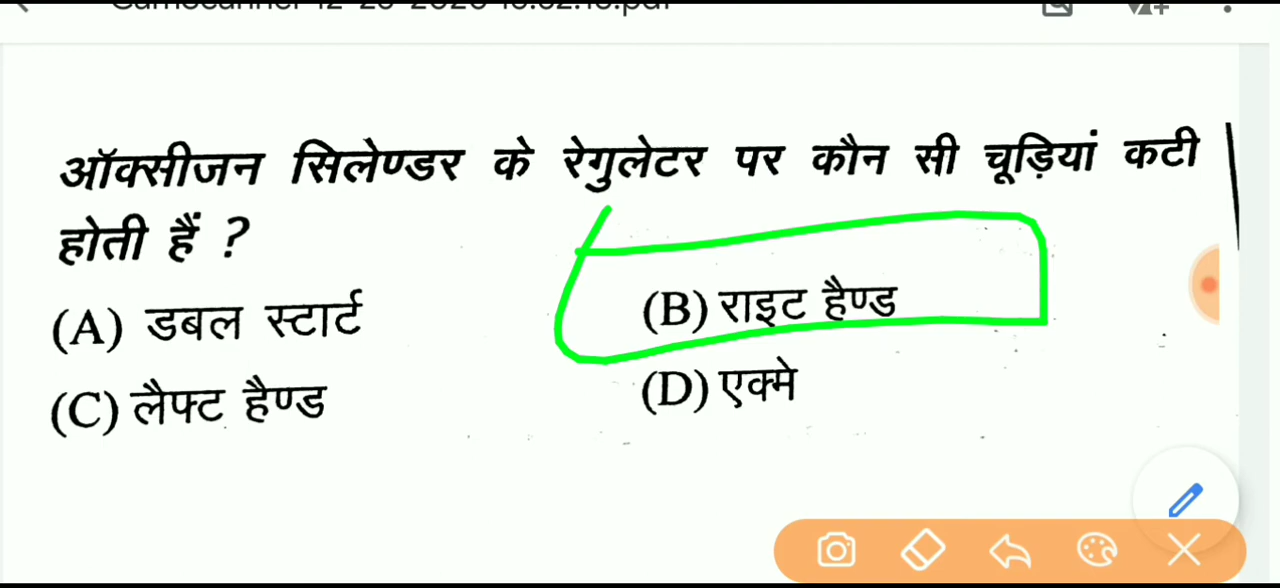 ऑक्सीजन सिलेण्डर के रेगुलेटर पर कौन सी चूड़ियां कटी
होती हैं ?
(A) डबल स्टार्ट
(B) राइट हैण्ड
(C) लैफ्ट हैण्ड
(D) एक्मे